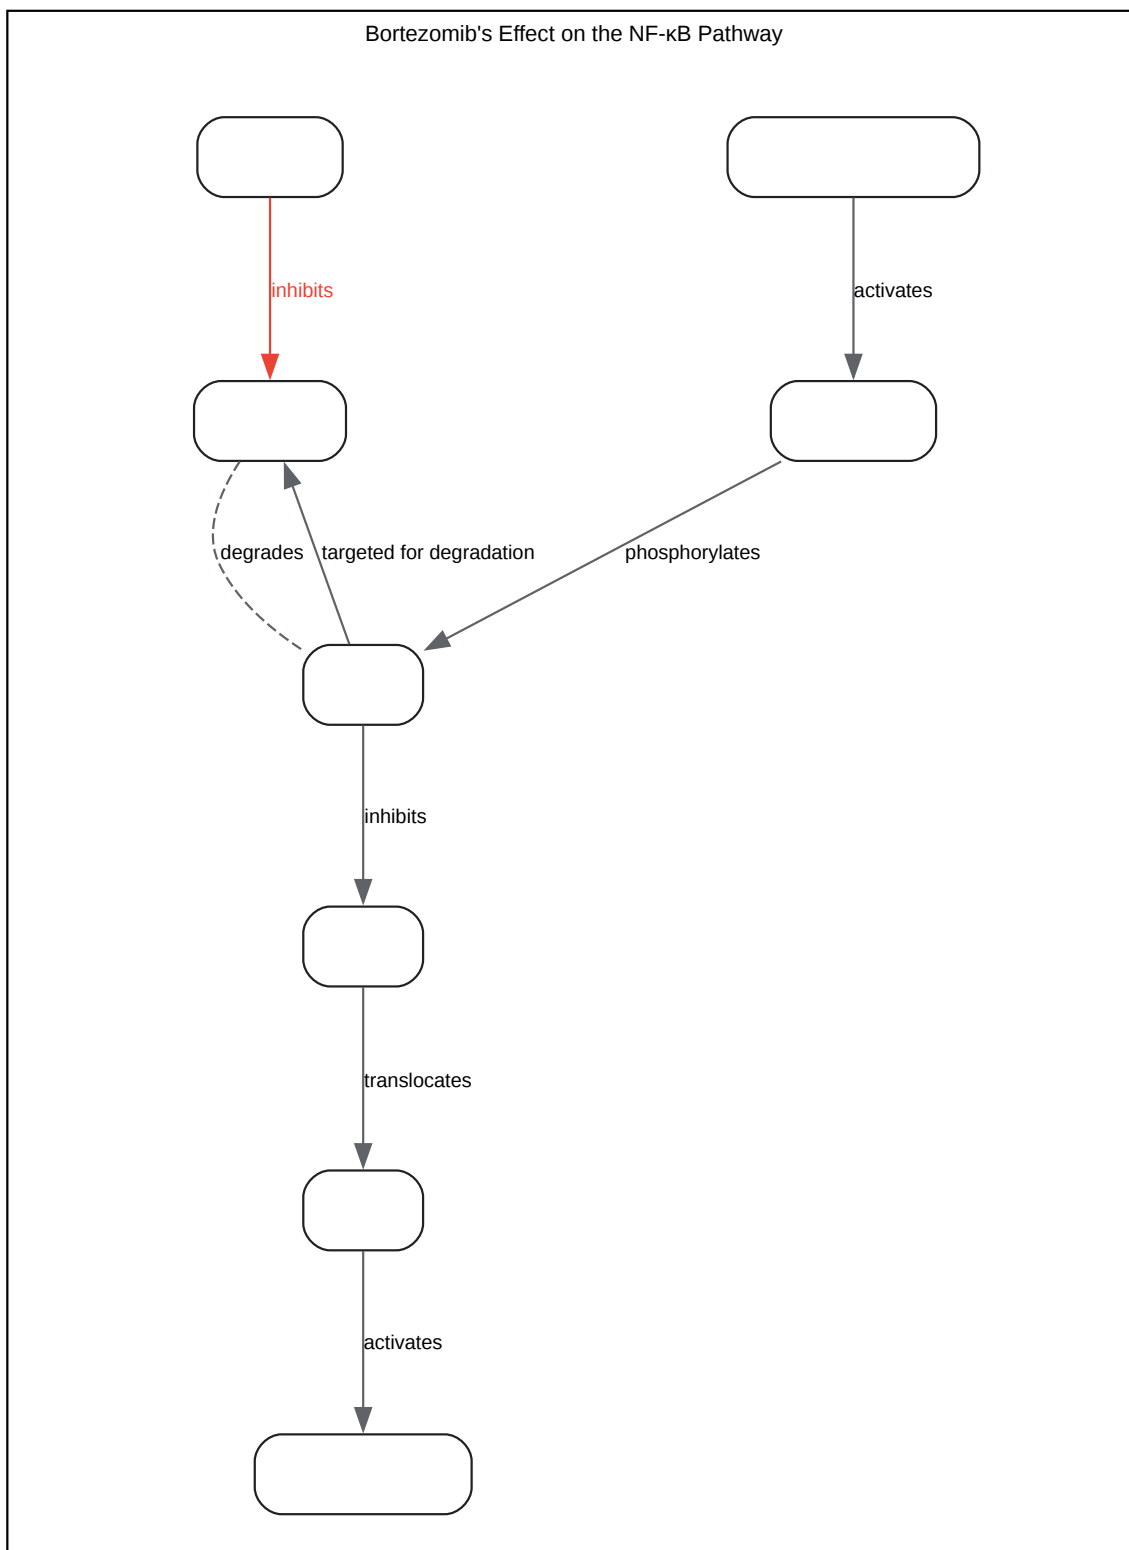 Bortezomib's Effect on the NF-κB Pathway
inhibits
activates
degrades
targeted for degradation
phosphorylates
inhibits
translocates
activates